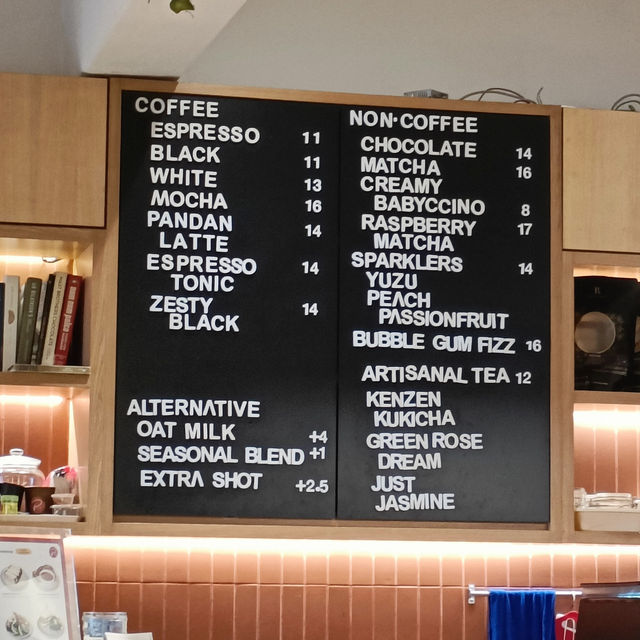 COFFEE
ESPRESSO 11
BLACK 11
WHITE 13
MOCHA 16
PANDAN 14
LATTE
ESPRESSO 14
TONIC
ZESTY 14
BLACK
ALTERNATIVE
OAT MILK +4
SEASONAL BLEND +1
EXTRA SHOT +2.5
NON-COFFEE
CHOCOLATE 14
MATCHA 16
CREAMY
BABYCCINO 8
RASPBERRY 17
MATCHA
SPARKLERS 14
YUZU
PEACH
PASSIONFRUIT
BUBBLE GUM FIZZ 16
ARTISANAL TEA 12
KENZEN
KUKICHA
GREEN ROSE
DREAM
JUST
JASMINE